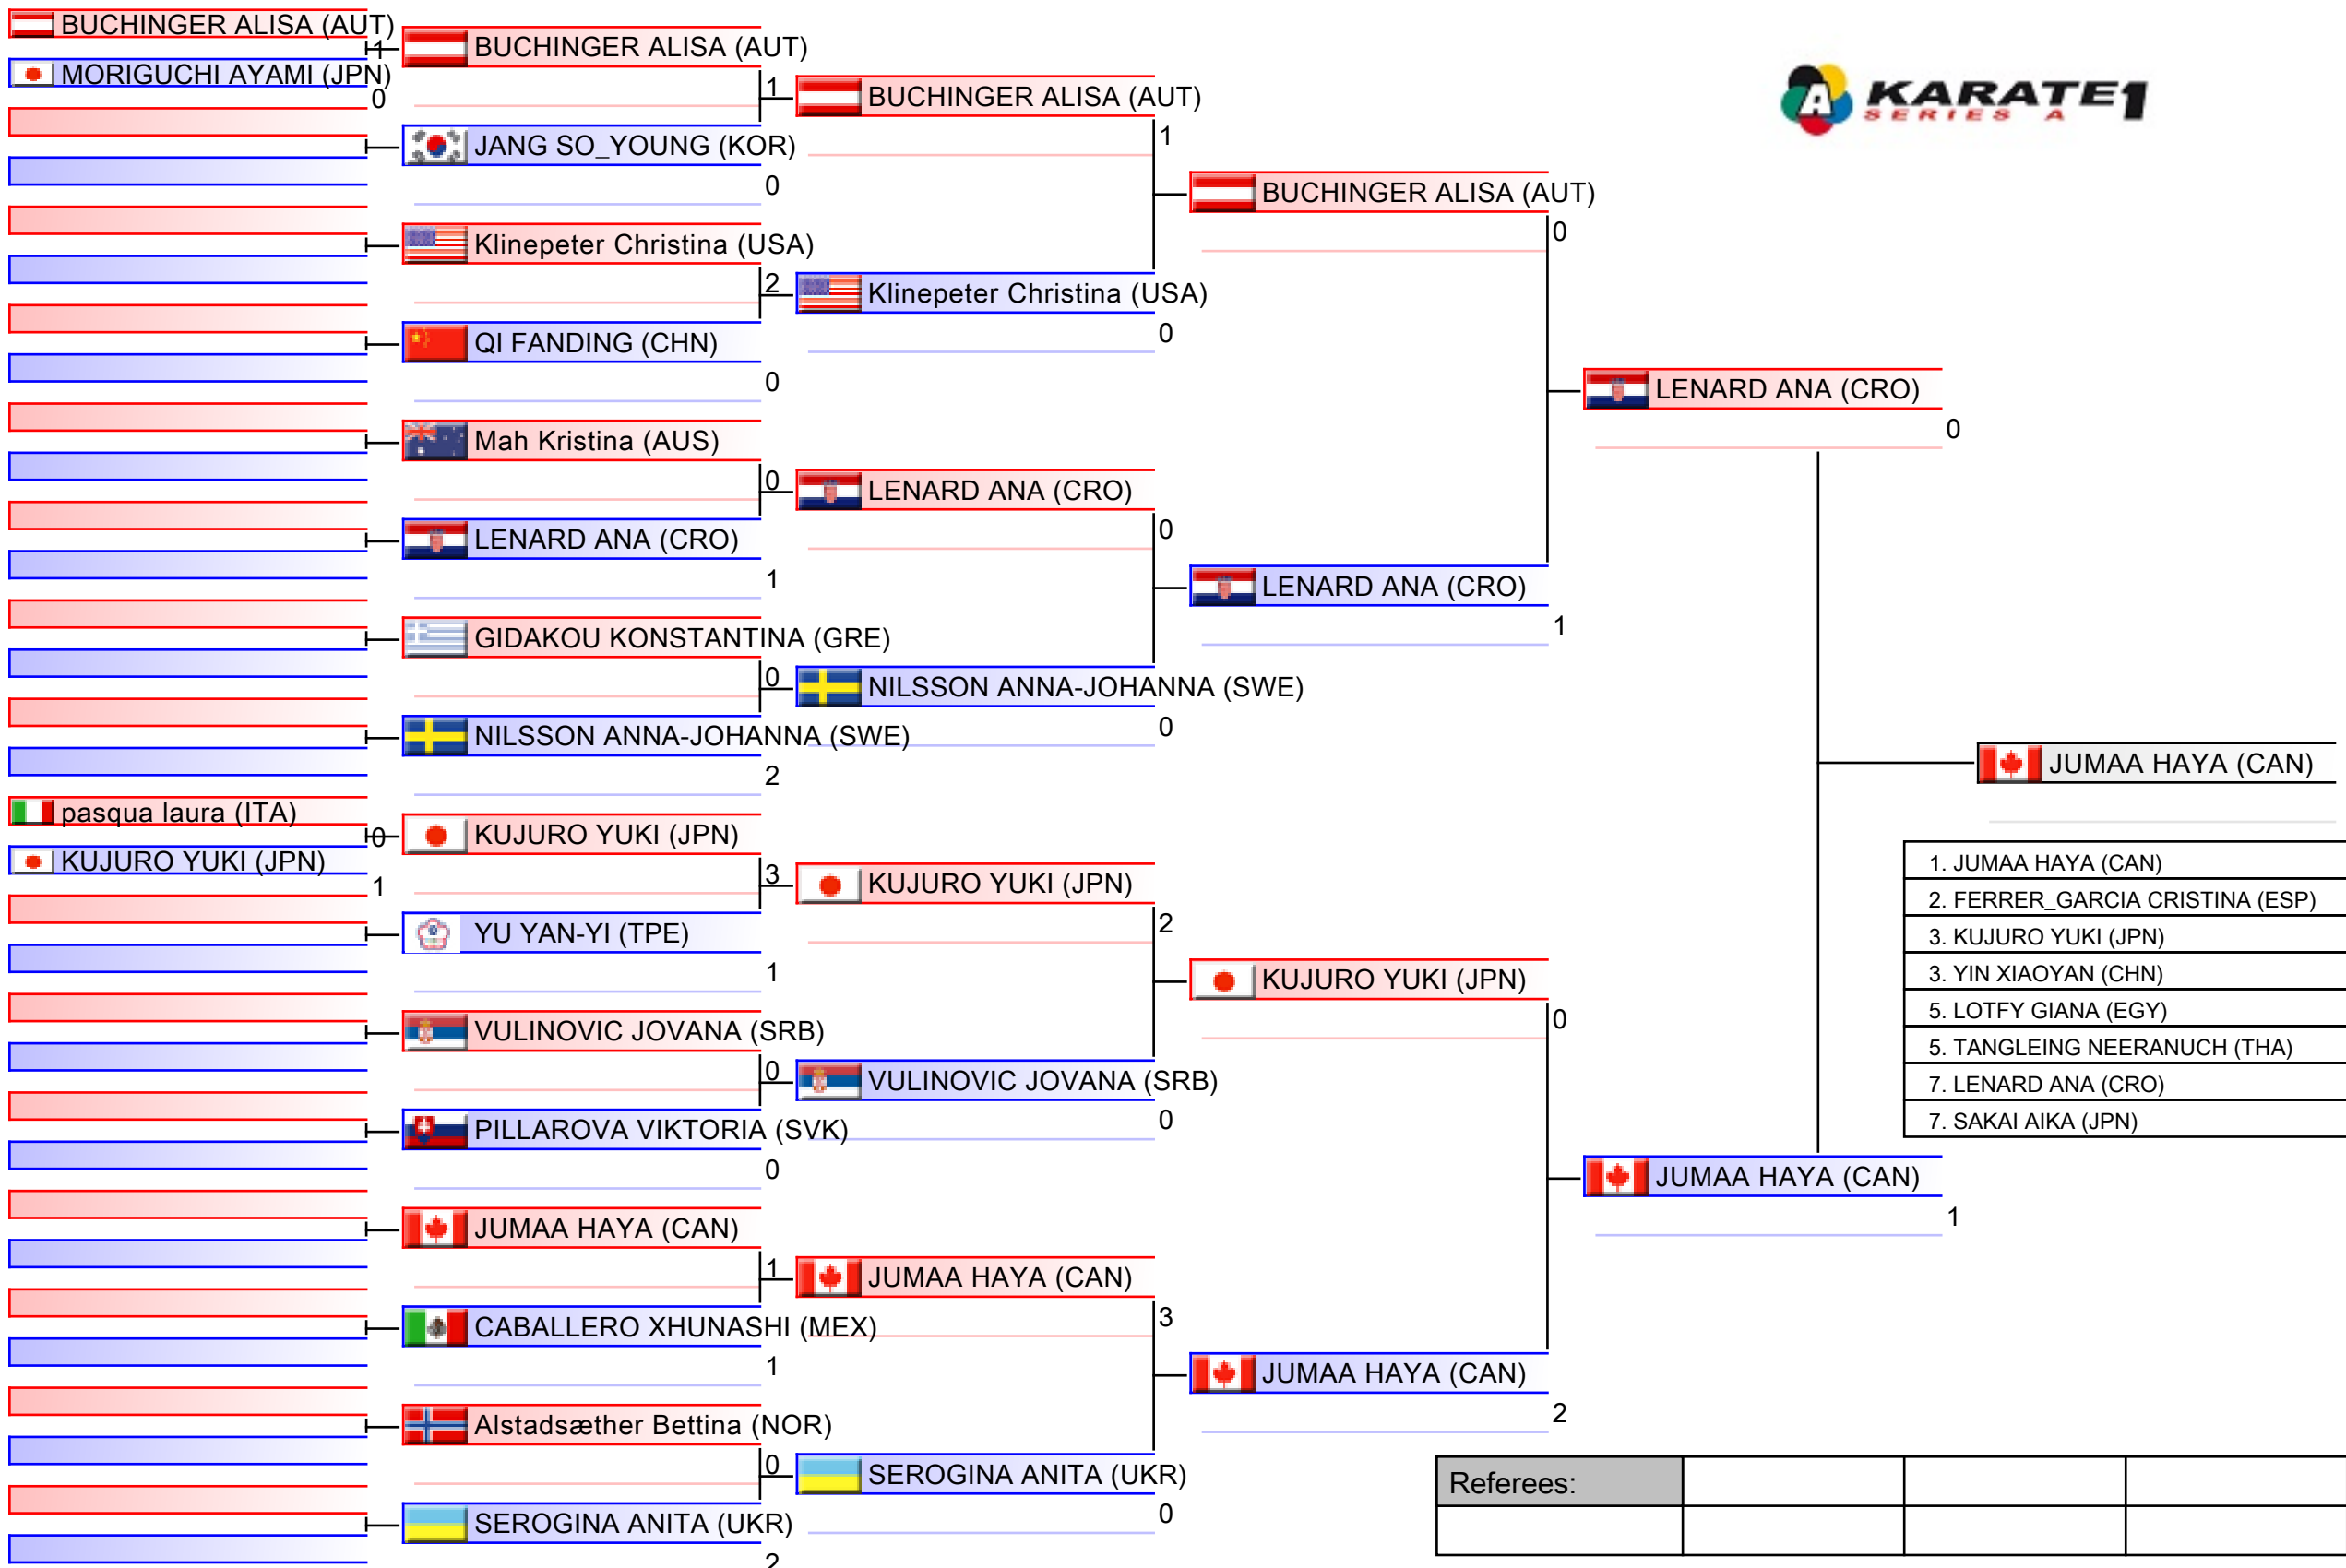 BUCHINGER ALISA (AUT)
1
MORIGUCHI AYAMI (JPN)
0
pasqua laura (ITA)
0
KUJURO YUKI (JPN)
1
BUCHINGER ALISA (AUT)
1
JANG SO_YOUNG (KOR)
0
Klinepeter Christina (USA)
2
QI FANDING (CHN)
0
Mah Kristina (AUS)
0
LENARD ANA (CRO)
1
GIDAKOU KONSTANTINA (GRE)
0
NILSSON ANNA-JOHANNA (SWE)
2
KUJURO YUKI (JPN)
3
YU YAN-YI (TPE)
1
VULINOVIC JOVANA (SRB)
0
PILLAROVA VIKTORIA (SVK)
0
JUMAA HAYA (CAN)
1
CABALLERO XHUNASHI (MEX)
1
Alstadsæther Bettina (NOR)
0
SEROGINA ANITA (UKR)
2
BUCHINGER ALISA (AUT)
1
Klinepeter Christina (USA)
0
LENARD ANA (CRO)
0
NILSSON ANNA-JOHANNA (SWE)
0
KUJURO YUKI (JPN)
2
VULINOVIC JOVANA (SRB)
0
JUMAA HAYA (CAN)
3
SEROGINA ANITA (UKR)
0
BUCHINGER ALISA (AUT)
0
LENARD ANA (CRO)
1
KUJURO YUKI (JPN)
0
JUMAA HAYA (CAN)
2
LENARD ANA (CRO)
0
JUMAA HAYA (CAN)
1
A KARATE1
SERIES A
JUMAA HAYA (CAN)
1. JUMAA HAYA (CAN)
2. FERRER_GARCIA CRISTINA (ESP)
3. KUJURO YUKI (JPN)
3. YIN XIAOYAN (CHN)
5. LOTFY GIANA (EGY)
5. TANGLEING NEERANUCH (THA)
7. LENARD ANA (CRO)
7. SAKAI AIKA (JPN)
Referees: